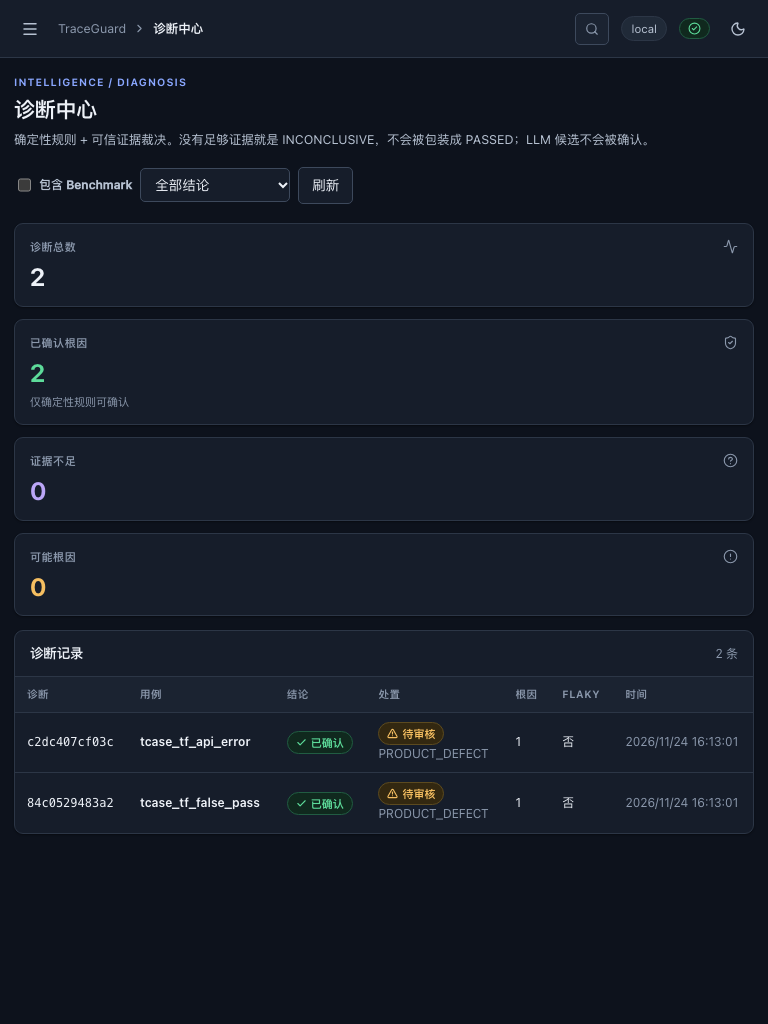 TraceGuard > 诊断中心 local
INTELLIGENCE / DIAGNOSIS
诊断中心
确定性规则 + 可信证据裁决。没有足够证据就是 INCONCLUSIVE，不会被包装成 PASSED；LLM 候选不会被确认。
包含 Benchmark 全部结论 刷新
诊断总数
2
已确认根因
2
仅确定性规则可确认
证据不足
0
可能根因
0
诊断记录 2 条
诊断 用例 结论 处置 根因 FLAKY 时间
c2dc407cf03c tcase_tf_api_error 已确认 待审核 PRODUCT_DEFECT 1 否 2026/11/24 16:13:01
84c0529483a2 tcase_tf_false_pass 已确认 待审核 PRODUCT_DEFECT 1 否 2026/11/24 16:13:01